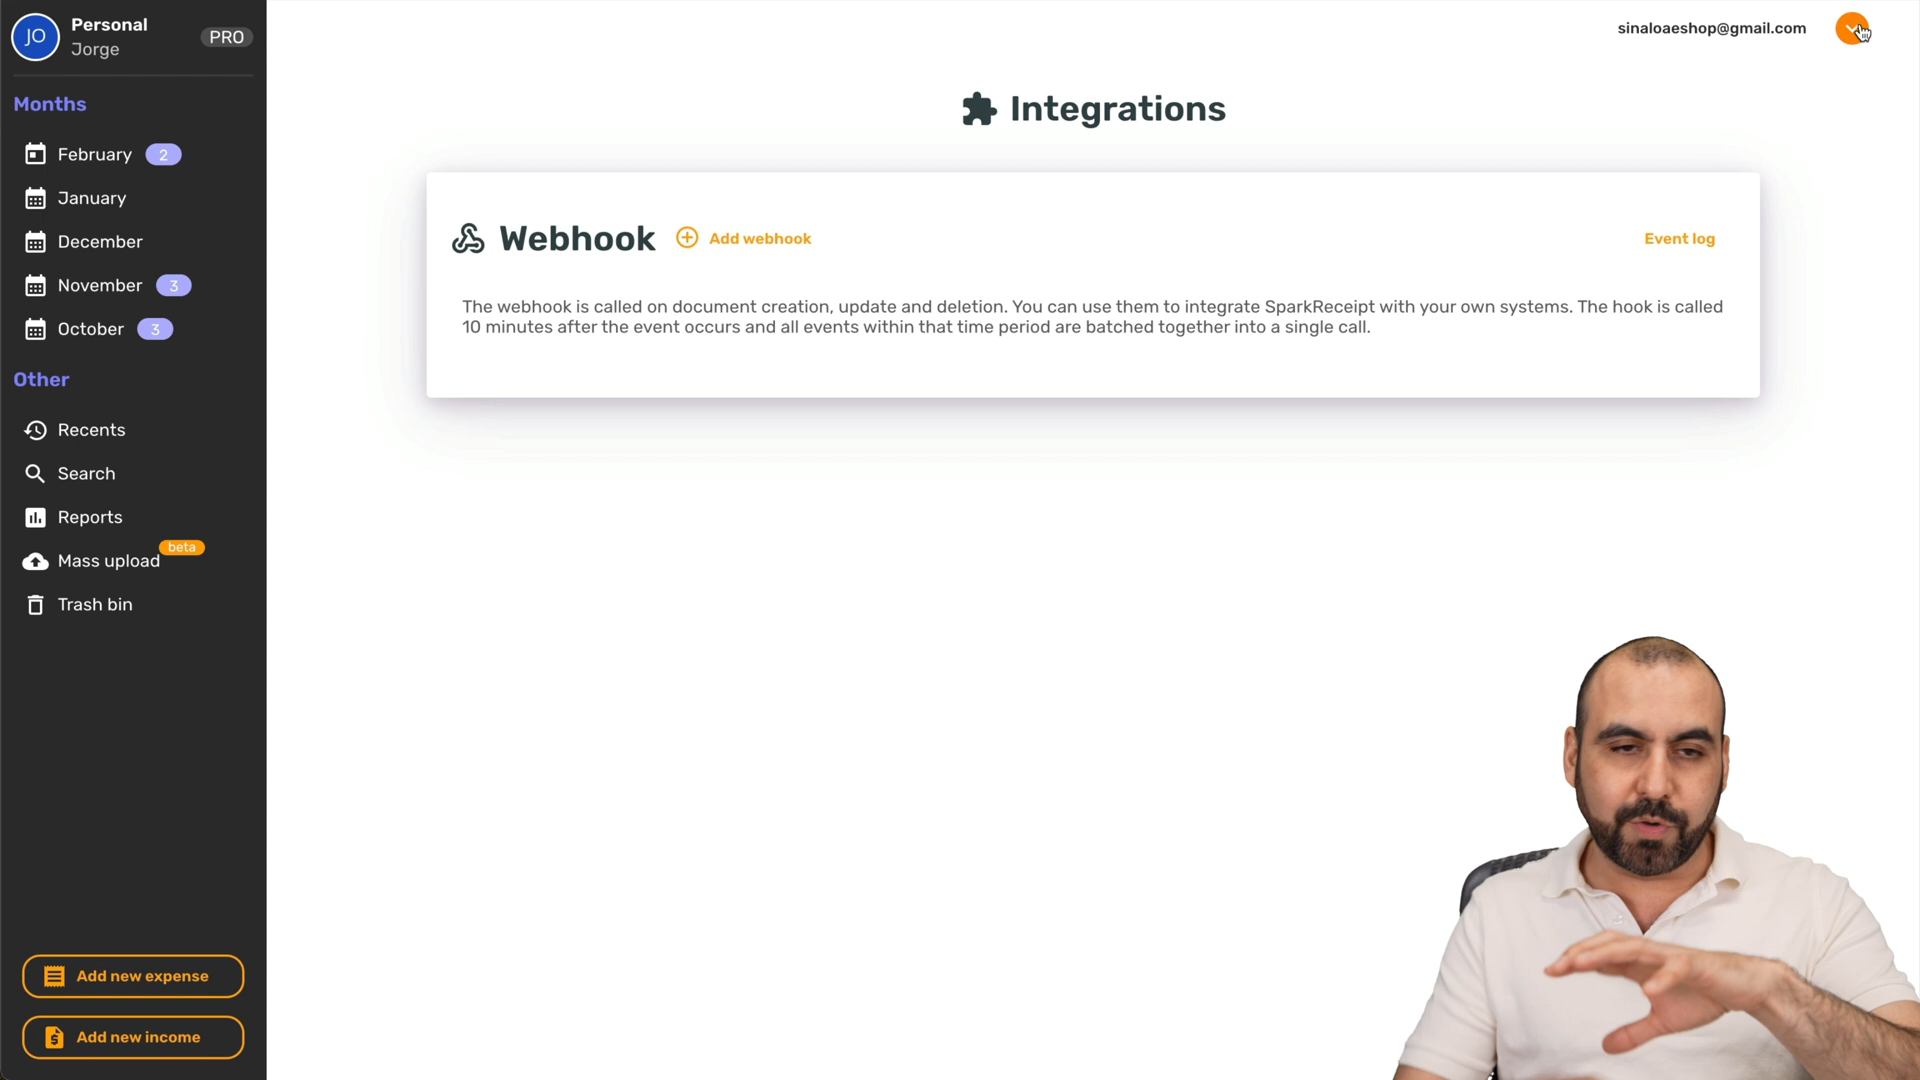 JO
Personal
Jorge
PRO
Months
February 2
January
December
November 3
October 3
Other
Recents
Search
Reports
Mass upload beta
Trash bin
Add new expense
Add new income
sinaloaeshop@gmail.com
Integrations
Webhook
Add webhook
Event log
The webhook is called on document creation, update and deletion. You can use them to integrate SparkReceipt with your own systems. The hook is called
10 minutes after the event occurs and all events within that time period are batched together into a single call.